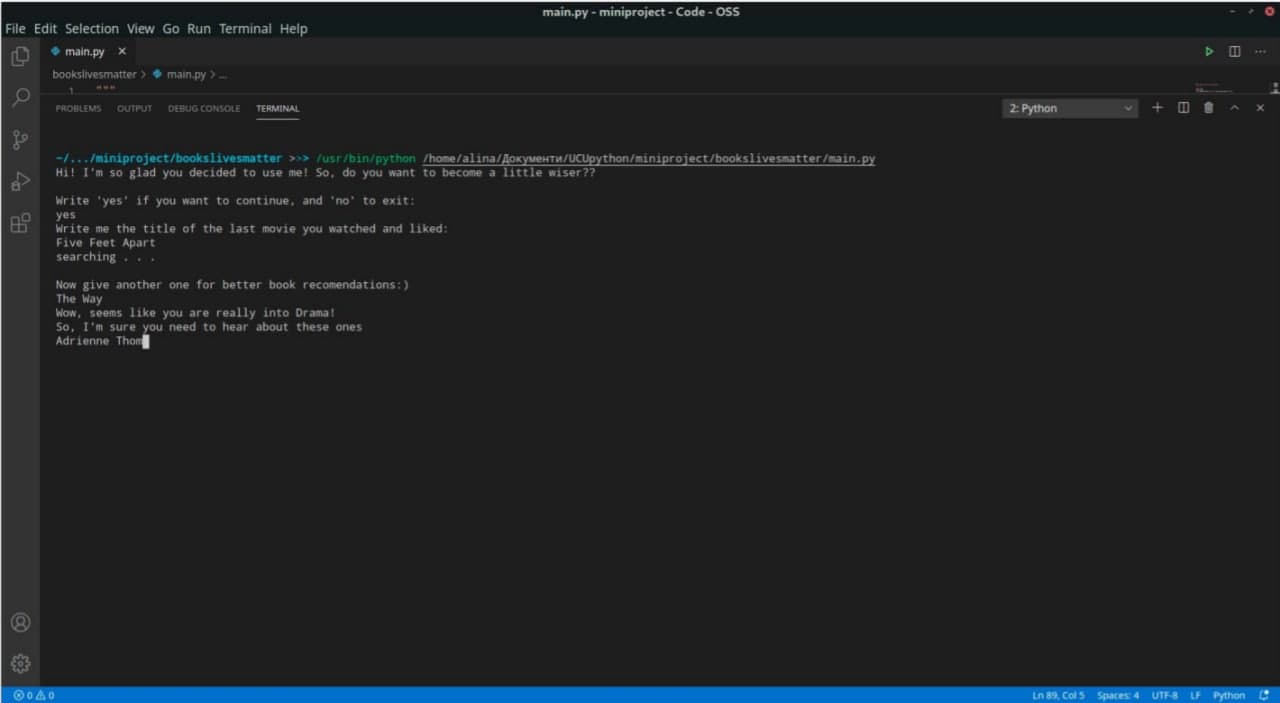 main.py - miniproject - Code - OSS
File Edit Selection View Go Run Terminal Help
main.py
bookslivesmatter > main.py > ...
1 """
PROBLEMS OUTPUT DEBUG CONSOLE TERMINAL 2: Python
~/.../miniproject/bookslivesmatter >>> /usr/bin/python /home/alina/Документи/UCUpython/miniproject/bookslivesmatter/main.py
Hi! I'm so glad you decided to use me! So, do you want to become a little wiser??
Write 'yes' if you want to continue, and 'no' to exit:
yes
Write me the title of the last movie you watched and liked:
Five Feet Apart
searching . . .
Now give another one for better book recomendations:)
The Way
Wow, seems like you are really into Drama!
So, I'm sure you need to hear about these ones
Adrienne Thom
0 0 Ln 89, Col 5 Spaces: 4 UTF-8 LF Python